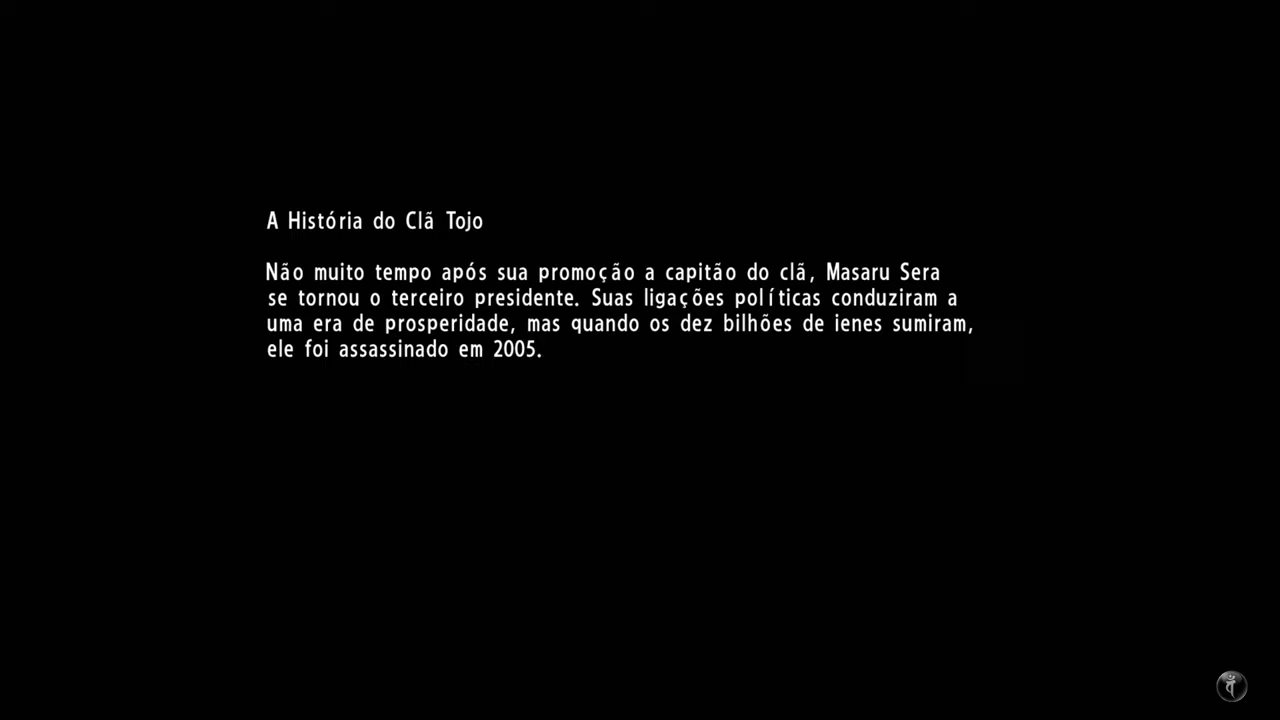 A História do Clã Tojo
Não muito tempo após sua promoção a capitão do clã, Masaru Sera
se tornou o terceiro presidente. Suas ligações políticas conduziram a
uma era de prosperidade, mas quando os dez bilhões de ienes sumiram,
ele foi assassinado em 2005.